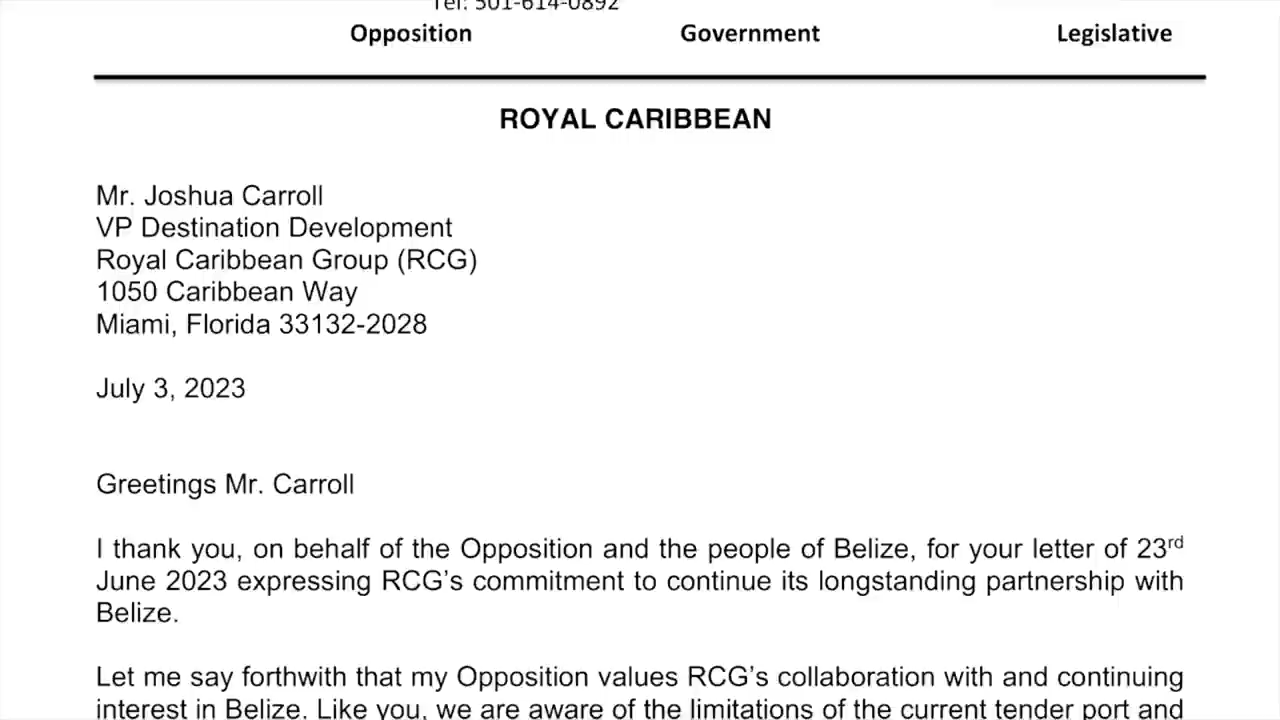 Tel: 501-614-0892
Opposition Government Legislative
ROYAL CARIBBEAN
Mr. Joshua Carroll
VP Destination Development
Royal Caribbean Group (RCG)
1050 Caribbean Way
Miami, Florida 33132-2028
July 3, 2023
Greetings Mr. Carroll
I thank you, on behalf of the Opposition and the people of Belize, for your letter of 23rd
June 2023 expressing RCG's commitment to continue its longstanding partnership with
Belize.
Let me say forthwith that my Opposition values RCG's collaboration with and continuing
interest in Belize. Like you, we are aware of the limitations of the current tender port and